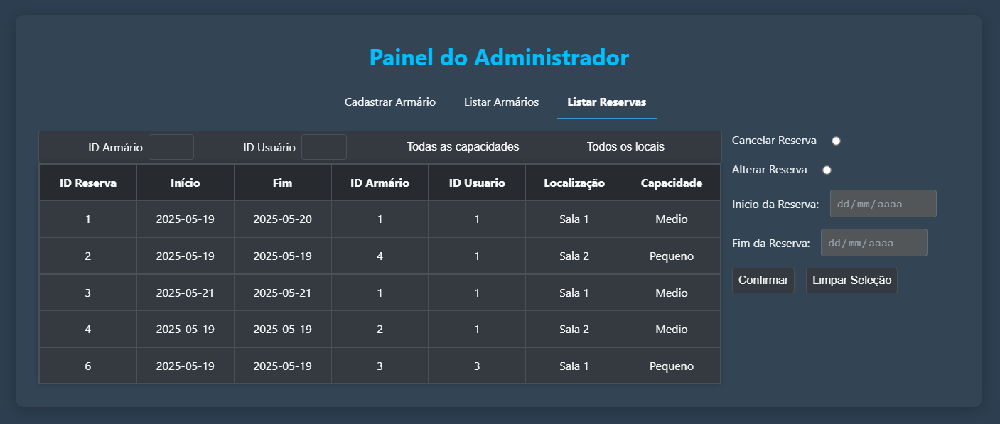 Painel do Administrador
Cadastrar Armário Listar Armários Listar Reservas
ID Armário ID Usuário Todas as capacidades Todos os locais
ID Reserva Início Fim ID Armário ID Usuario Localização Capacidade
1 2025-05-19 2025-05-20 1 1 Sala 1 Medio
2 2025-05-19 2025-05-19 4 1 Sala 2 Pequeno
3 2025-05-21 2025-05-21 1 1 Sala 1 Medio
4 2025-05-19 2025-05-19 2 1 Sala 2 Medio
6 2025-05-19 2025-05-19 3 3 Sala 1 Pequeno
Cancelar Reserva
Alterar Reserva
Inicio da Reserva: dd/mm/aaaa
Fim da Reserva: dd/mm/aaaa
Confirmar Limpar Seleção